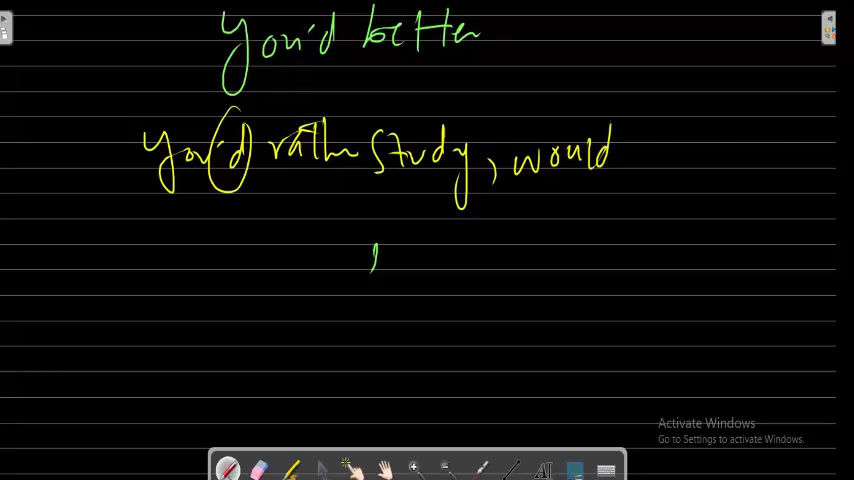 You'd better
You'd rather study, would
,
Activate Windows
Go to Settings to activate Windows.